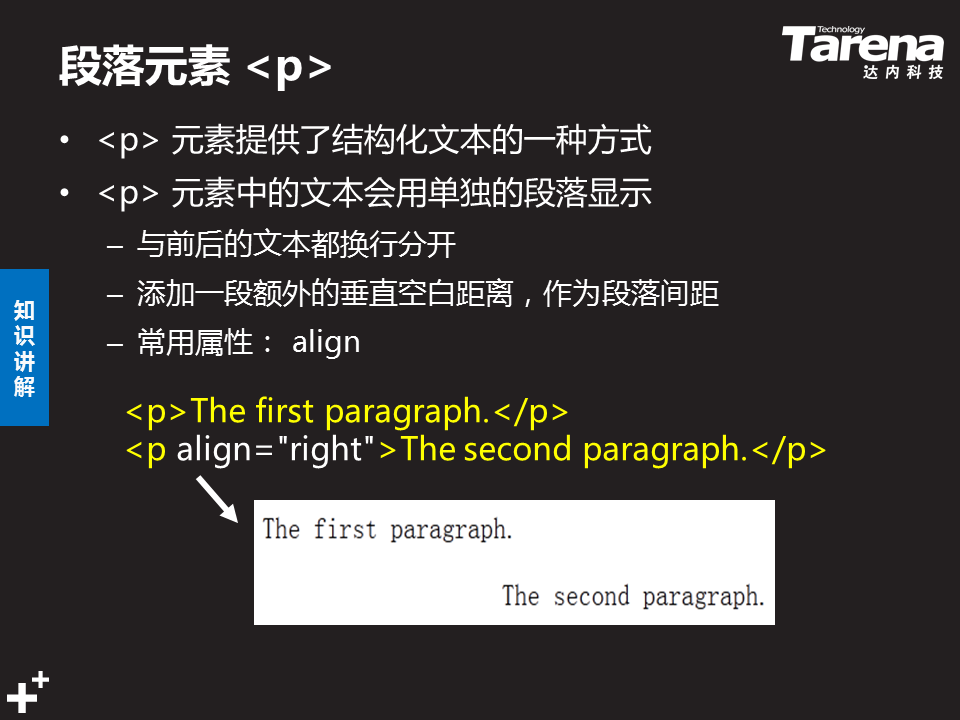 段落元素 <p>
Technology
Tarena
达内科技
• <p> 元素提供了结构化文本的一种方式
• <p> 元素中的文本会用单独的段落显示
– 与前后的文本都换行分开
– 添加一段额外的垂直空白距离，作为段落间距
– 常用属性： align
知识讲解
<p>The first paragraph.</p>
<p align="right">The second paragraph.</p>
The first paragraph.
The second paragraph.